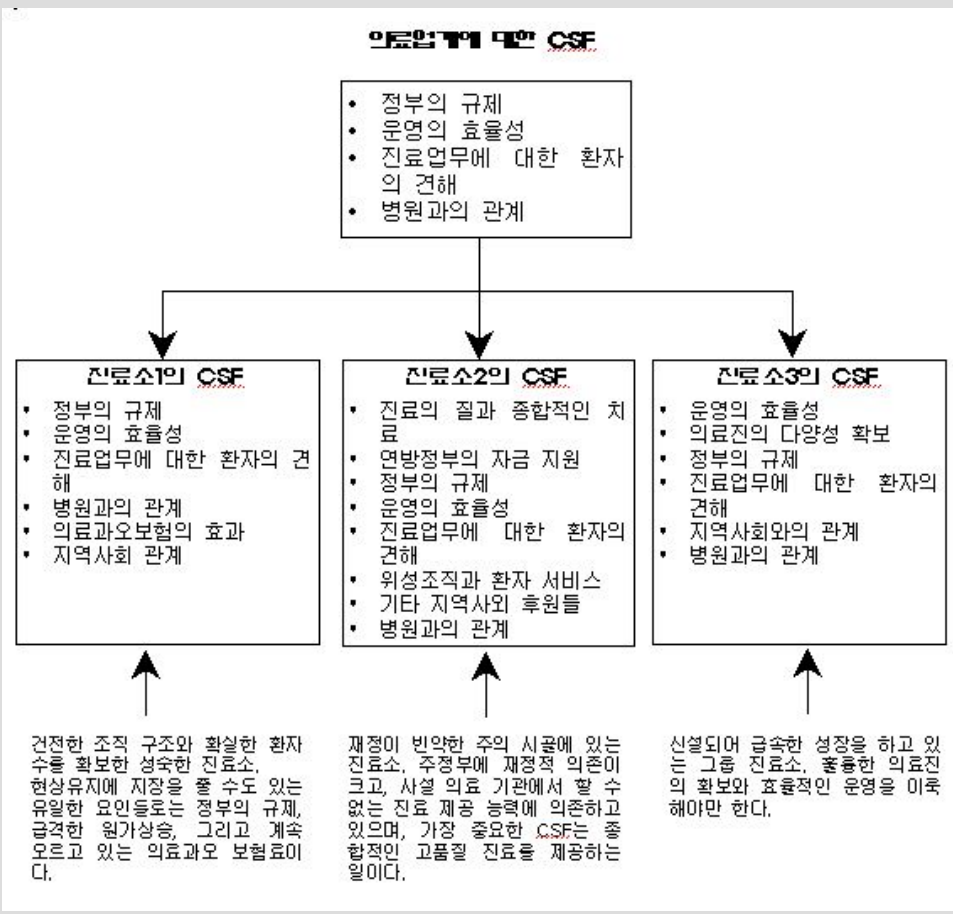 의료업계에 대한 CSF
• 정부의 규제
• 운영의 효율성
• 진료업무에 대한 환자
의 견해
• 병원과의 관계
진료소1의 CSF
• 정부의 규제
• 운영의 효율성
• 진료업무에 대한 환자의 견
해
• 병원과의 관계
• 의료과오보험의 효과
• 지역사회 관계
진료소2의 CSF
• 진료의 질과 종합적인 치
료
• 연방정부의 자금 지원
• 정부의 규제
• 운영의 효율성
• 진료업무에 대한 환자의
견해
• 위성조직과 환자 서비스
• 기타 지역사외 후원들
• 병원과의 관계
진료소3의 CSF
• 운영의 효율성
• 의료진의 다양성 확보
• 정부의 규제
• 진료업무에 대한 환자의
견해
• 지역사회와의 관계
• 병원과의 관계
건전한 조직 구조와 확실한 환자
수를 확보한 성숙한 진료소.
현상유지에 지장을 줄 수도 있는
유일한 요인들로는 정부의 규제,
급격한 원가상승, 그리고 계속
오르고 있는 의료과오 보험료이
다.
재정이 빈약한 주의 시골에 있는
진료소, 주정부에 재정적 의존이
크고, 사설 의료 기관에서 할 수
없는 진료 제공 능력에 의존하고
있으며, 가장 중요한 CSF는 종
합적인 고품질 진료를 제공하는
일이다.
신설되어 급속한 성장을 하고 있
는 그룹 진료소, 훌륭한 의료진
의 확보와 효율적인 운영을 이룩
해야만 한다.